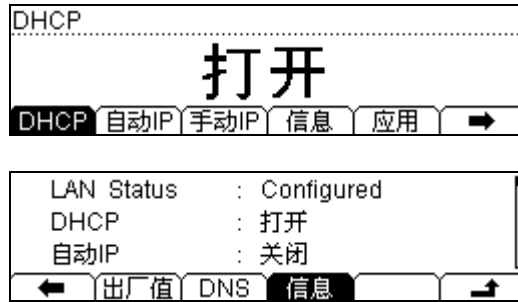 DHCP
打开
DHCP 自动IP 手动IP 信息 应用
LAN Status : Configured
DHCP : 打开
自动IP : 关闭
出厂值 DNS 信息